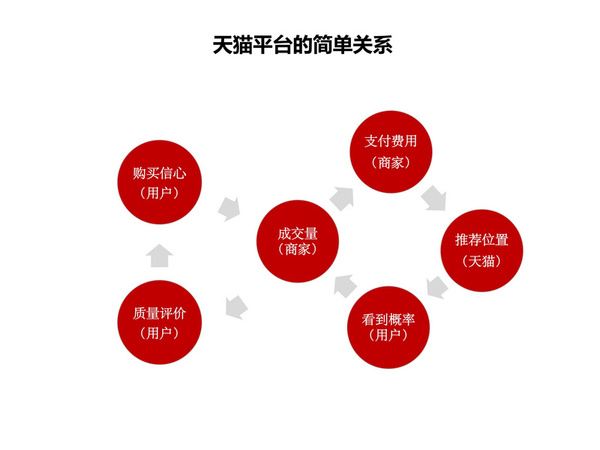 天猫平台的简单关系
支付费用
（商家）
购买信心
（用户）
成交量
（商家）
推荐位置
（天猫）
质量评价
（用户）
看到概率
（用户）